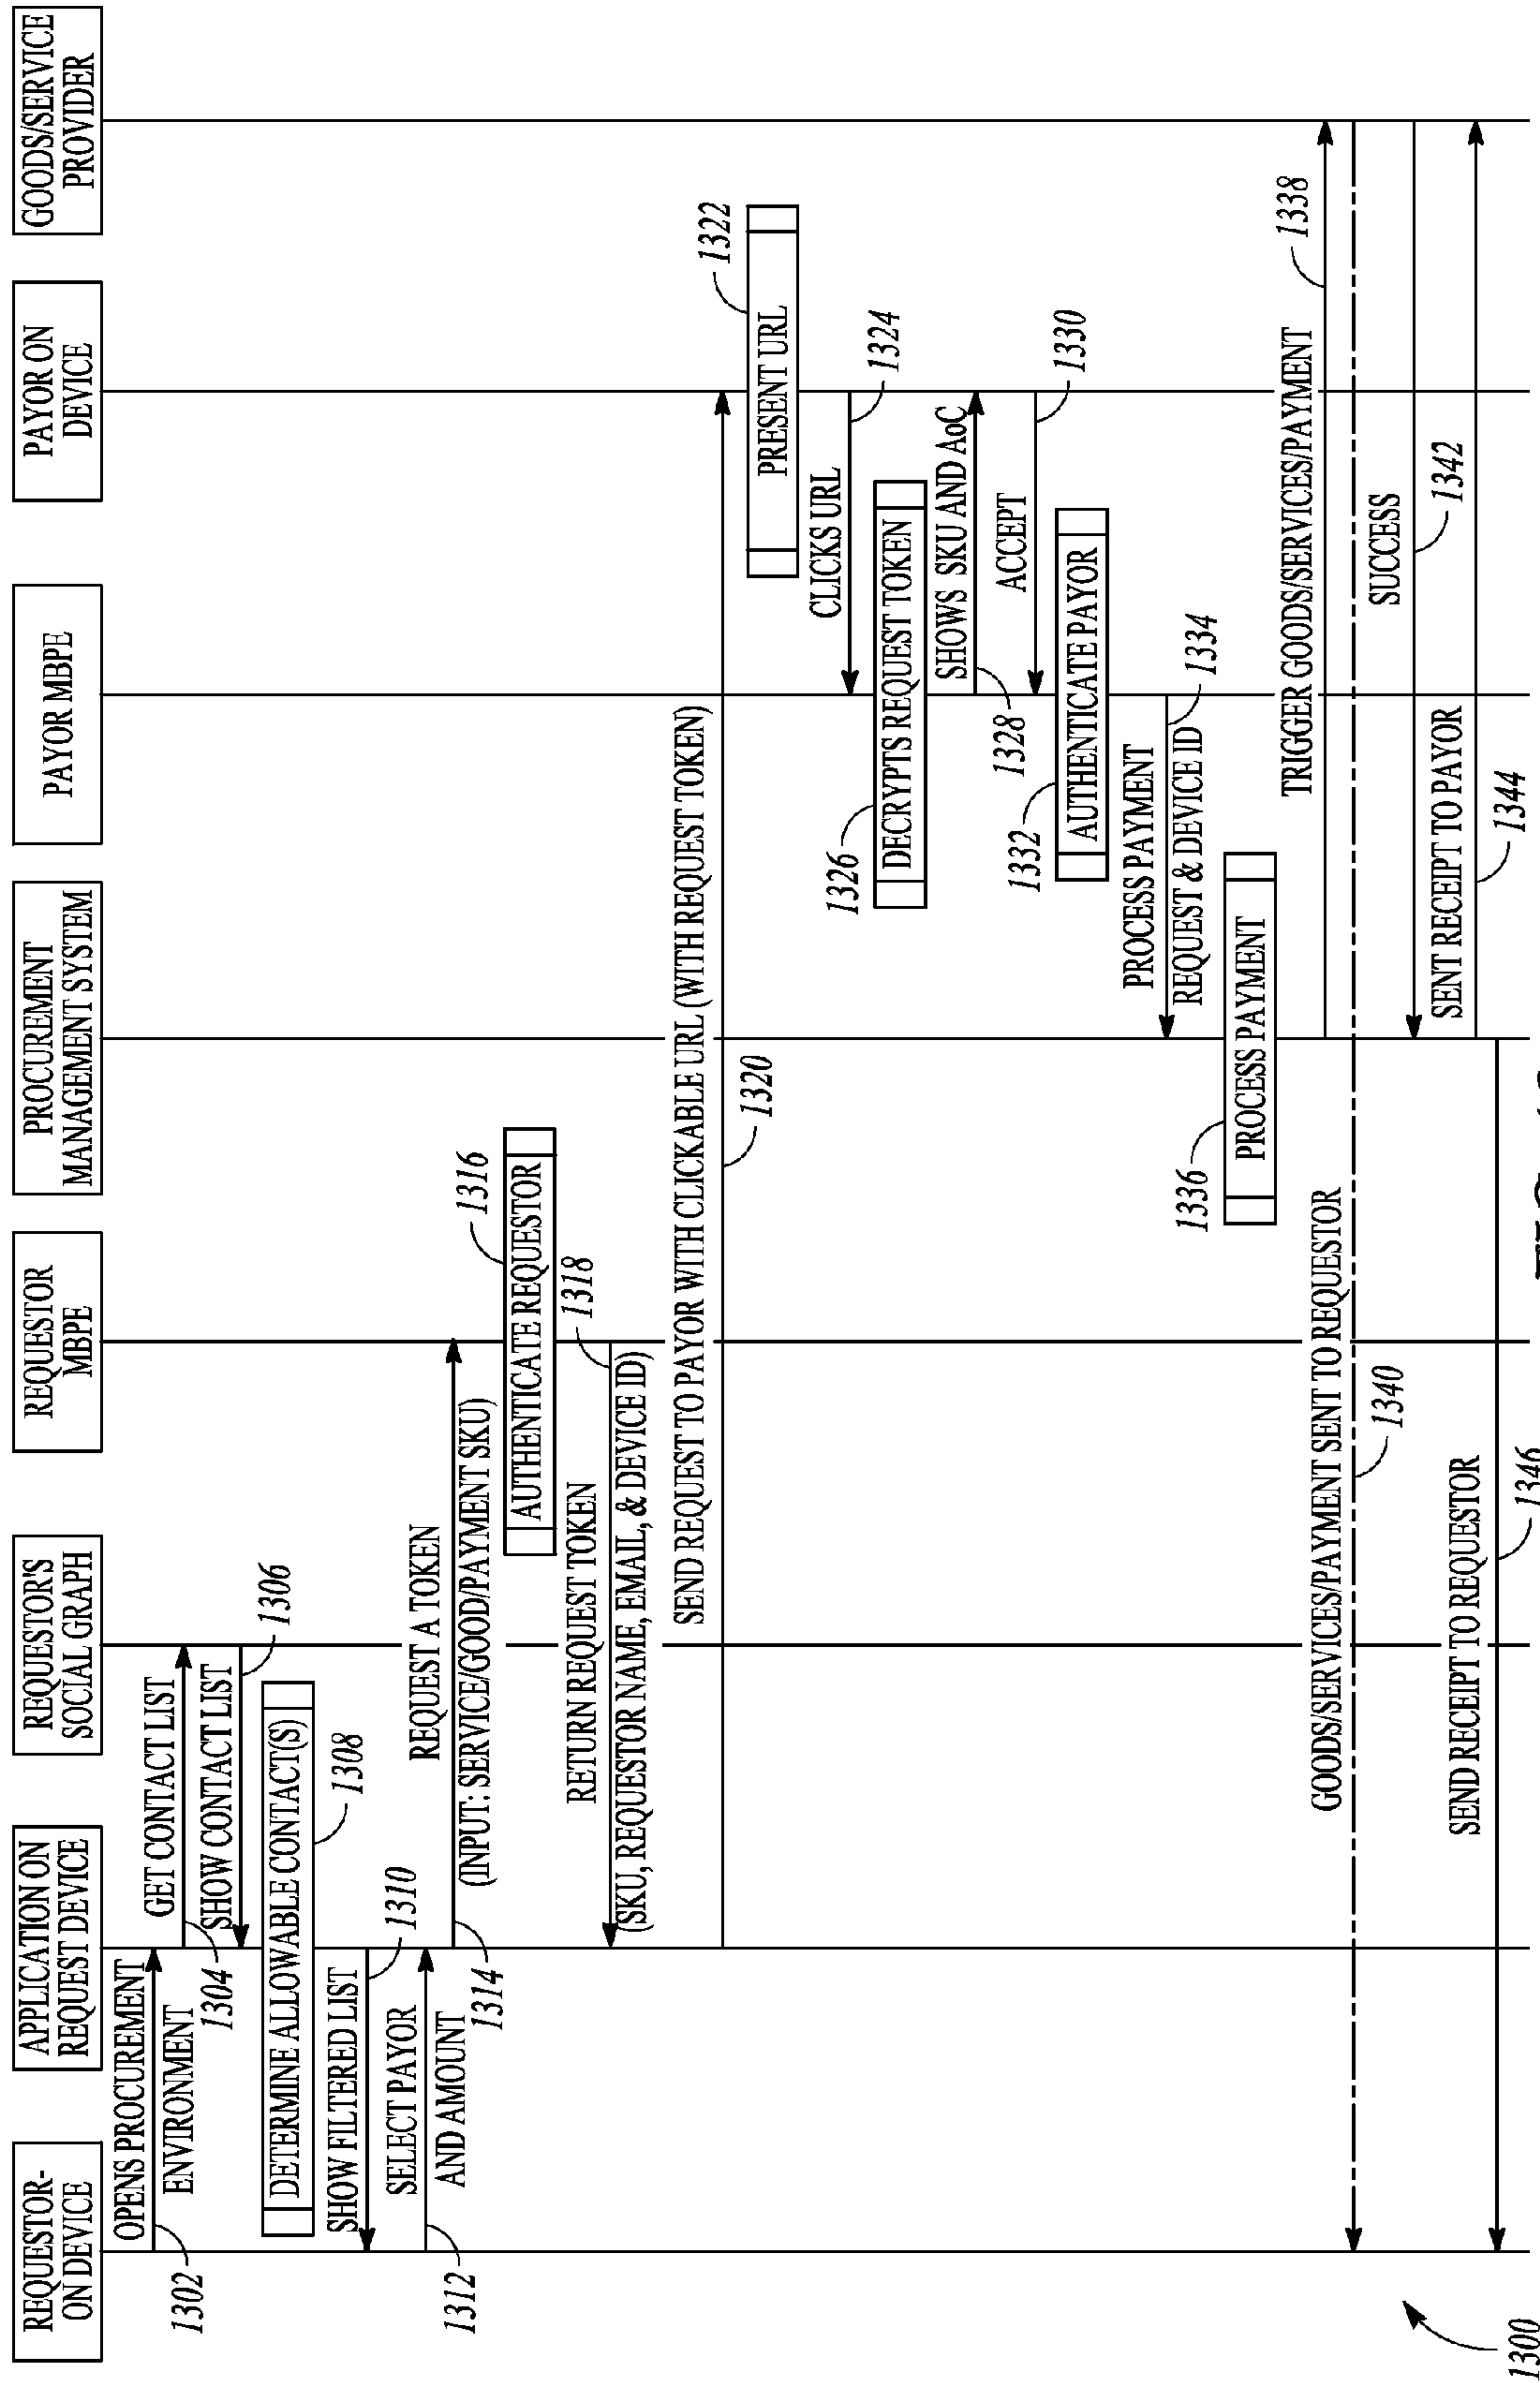 REQUESTOR-
ON DEVICE
APPLICATION ON
REQUEST DEVICE
REQUESTOR'S
SOCIAL GRAPH
REQUESTOR
MBPE
PROCUREMENT
MANAGEMENT SYSTEM
PAYOR MBPE
PAYOR ON
DEVICE
GOODS/SERVICE
PROVIDER
OPENS PROCUREMENT
ENVIRONMENT
1302
GET CONTACT LIST
1304
SHOW CONTACT LIST
1306
DETERMINE ALLOWABLE CONTACT(S)
1308
SHOW FILTERED LIST
1310
SELECT PAYOR
AND AMOUNT
1312
REQUEST A TOKEN
(INPUT: SERVICE/GOOD/PAYMENT SKU)
1314
AUTHENTICATE REQUESTOR
1316
RETURN REQUEST TOKEN
(SKU, REQUESTOR NAME, EMAIL, & DEVICE ID)
1318
SEND REQUEST TO PAYOR WITH CLICKABLE URL (WITH REQUEST TOKEN)
1320
PRESENT URL
1322
CLICKS URL
1324
DECRYPTS REQUEST TOKEN
1326
SHOWS SKU AND AoC
1328
ACCEPT
1330
AUTHENTICATE PAYOR
1332
PROCESS PAYMENT
REQUEST & DEVICE ID
1334
PROCESS PAYMENT
1336
TRIGGER GOODS/SERVICES/PAYMENT
1338
GOODS/SERVICES/PAYMENT SENT TO REQUESTOR
1340
SUCCESS
1342
SENT RECEIPT TO PAYOR
1344
SEND RECEIPT TO REQUESTOR
1346
1300